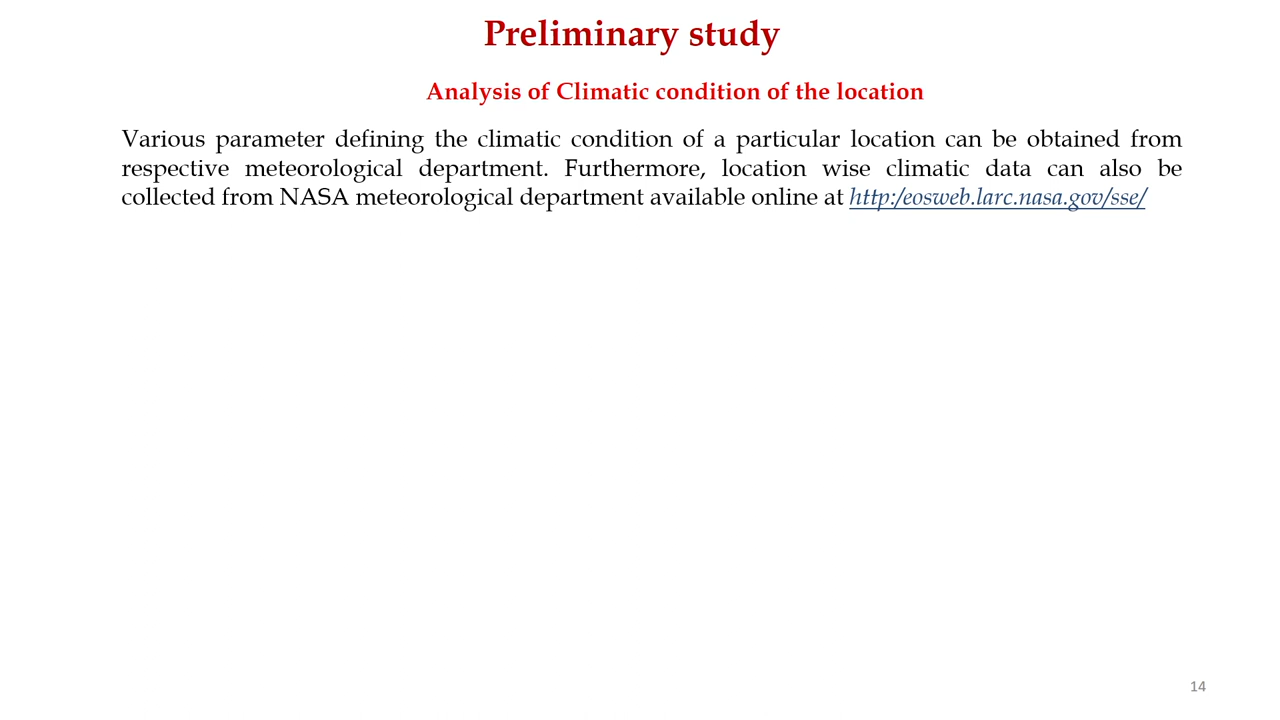 Preliminary study
Analysis of Climatic condition of the location
Various parameter defining the climatic condition of a particular location can be obtained from
respective meteorological department. Furthermore, location wise climatic data can also be
collected from NASA meteorological department available online at http:/eosweb.larc.nasa.gov/sse/
14